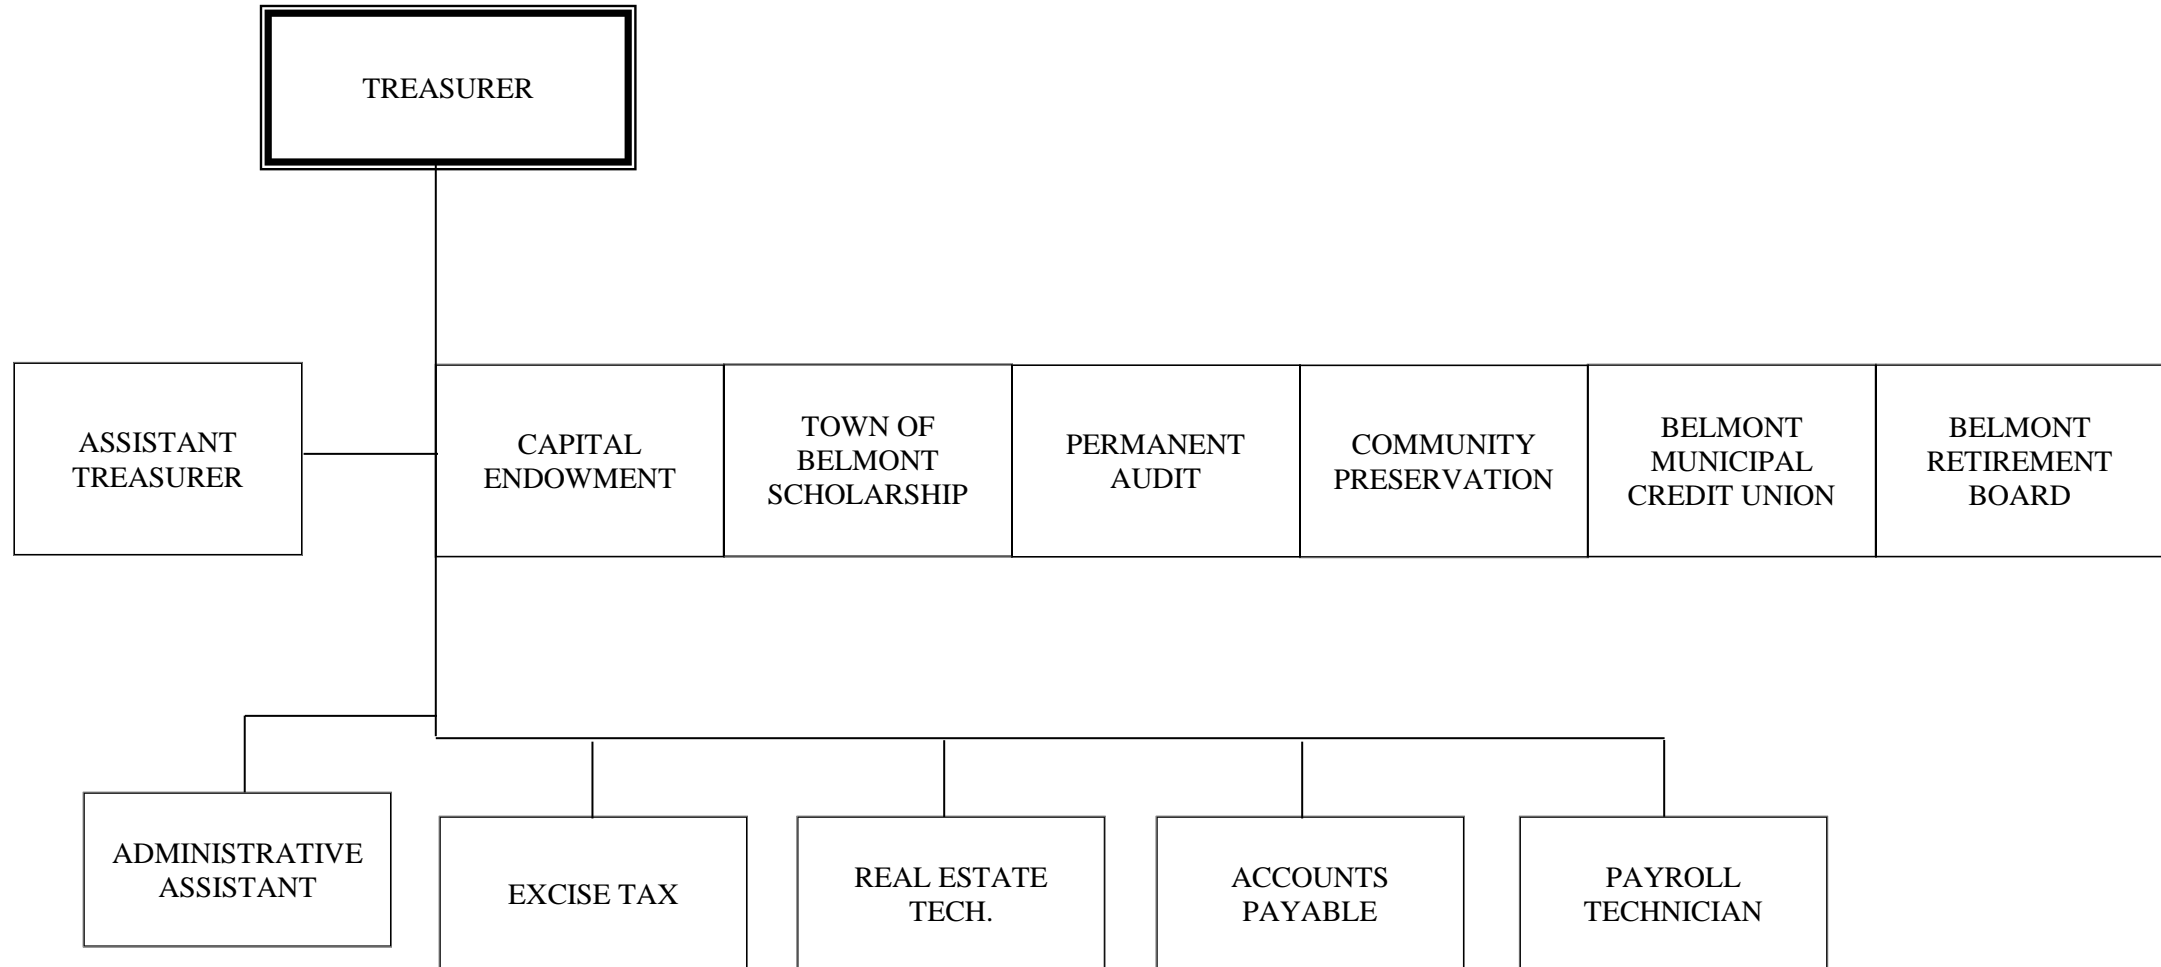 TREASURER
ASSISTANT
TREASURER
CAPITAL
ENDOWMENT
TOWN OF
BELMONT
SCHOLARSHIP
PERMANENT
AUDIT
COMMUNITY
PRESERVATION
BELMONT
MUNICIPAL
CREDIT UNION
BELMONT
RETIREMENT
BOARD
ADMINISTRATIVE
ASSISTANT
EXCISE TAX
REAL ESTATE
TECH.
ACCOUNTS
PAYABLE
PAYROLL
TECHNICIAN